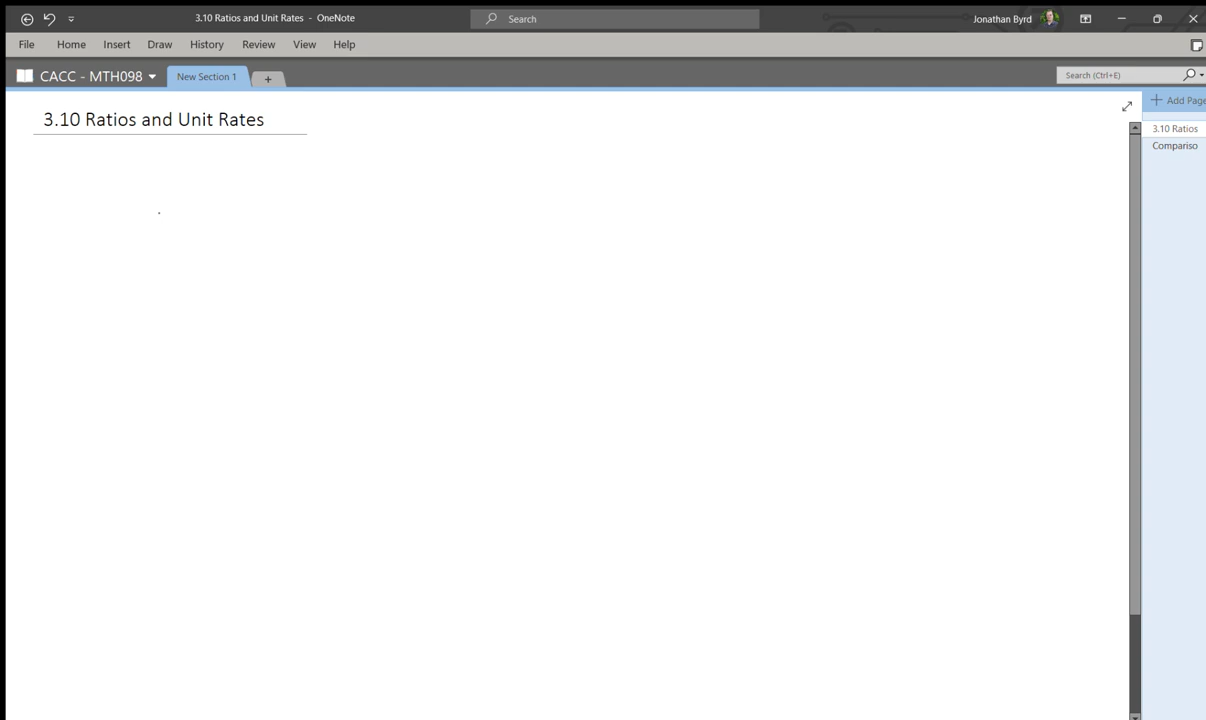 3.10 Ratios and Unit Rates - OneNote
Search
Jonathan Byrd
File Home Insert Draw History Review View Help
CACC - MTH098
New Section 1
+
Search (Ctrl+E)
3.10 Ratios and Unit Rates
Add Page
3.10 Ratios
Compariso